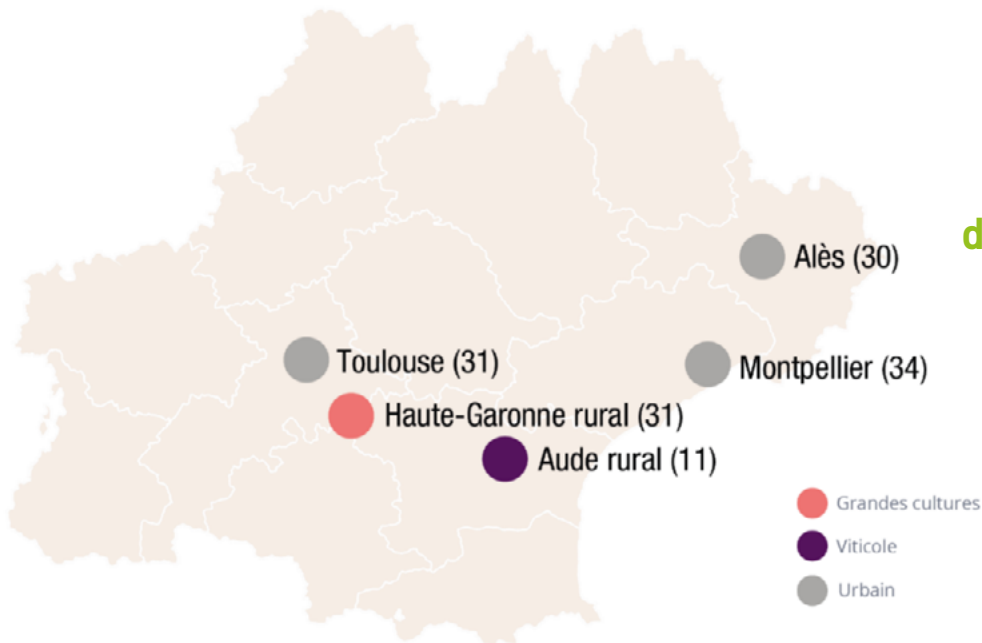 d
Alès (30)
Toulouse (31)
Montpellier (34)
Haute-Garonne rural (31)
Aude rural (11)
Grandes cultures
Viticole
Urbain